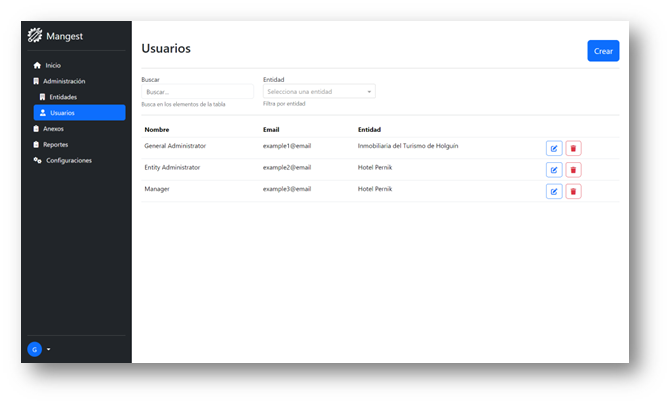 Mangest
Inicio
Administración
Entidades
Usuarios
Anexos
Reportes
Configuraciones
G
Usuarios
Crear
Buscar
Entidad
Buscar...
Selecciona una entidad
Busca en los elementos de la tabla
Filtra por entidad
Nombre Email Entidad
General Administrator example1@email Inmobiliaria del Turismo de Holguín
Entity Administrator example2@email Hotel Pernik
Manager example3@email Hotel Pernik